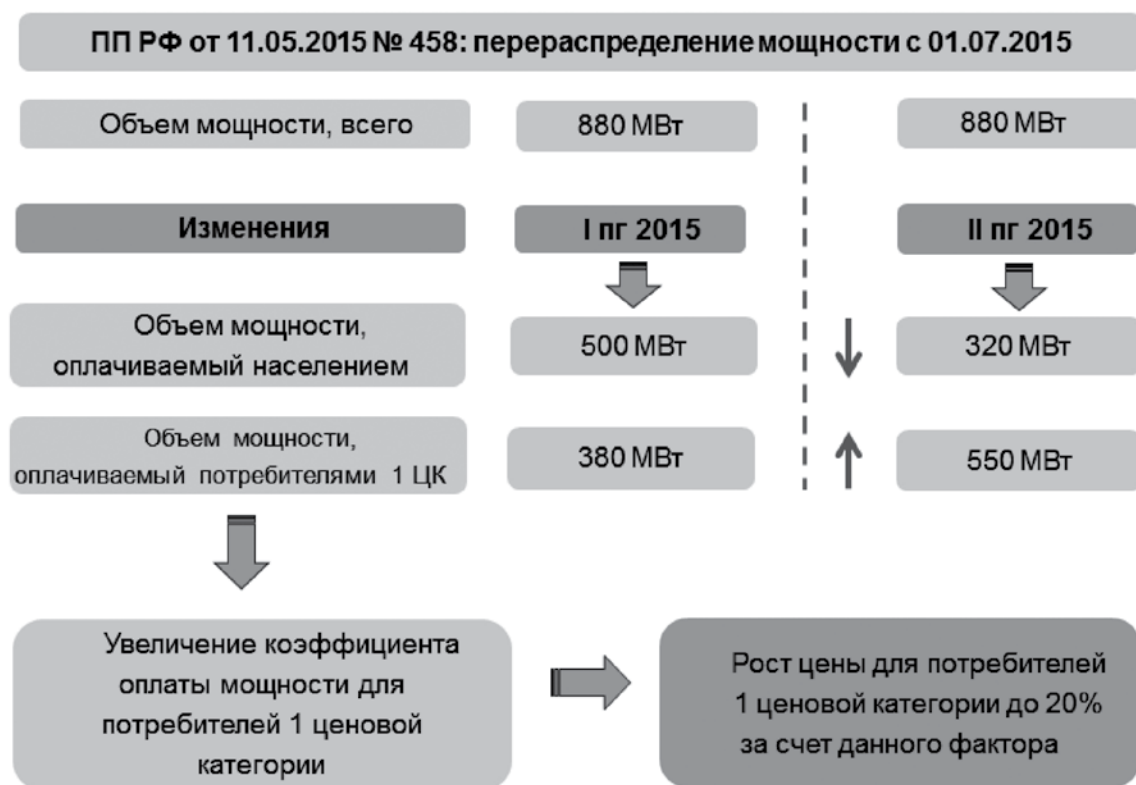 ПП РФ от 11.05.2015 № 458: перераспределение мощности с 01.07.2015
Объем мощности, всего
880 МВт
880 МВт
Изменения
I пг 2015
II пг 2015
Объем мощности,
оплачиваемый населением
500 МВт
320 МВт
Объем мощности,
оплачиваемый потребителями 1 ЦК
380 МВт
550 МВт
Увеличение коэффициента
оплаты мощности для
потребителей 1 ценовой
категории
Рост цены для потребителей
1 ценовой категории до 20%
за счет данного фактора